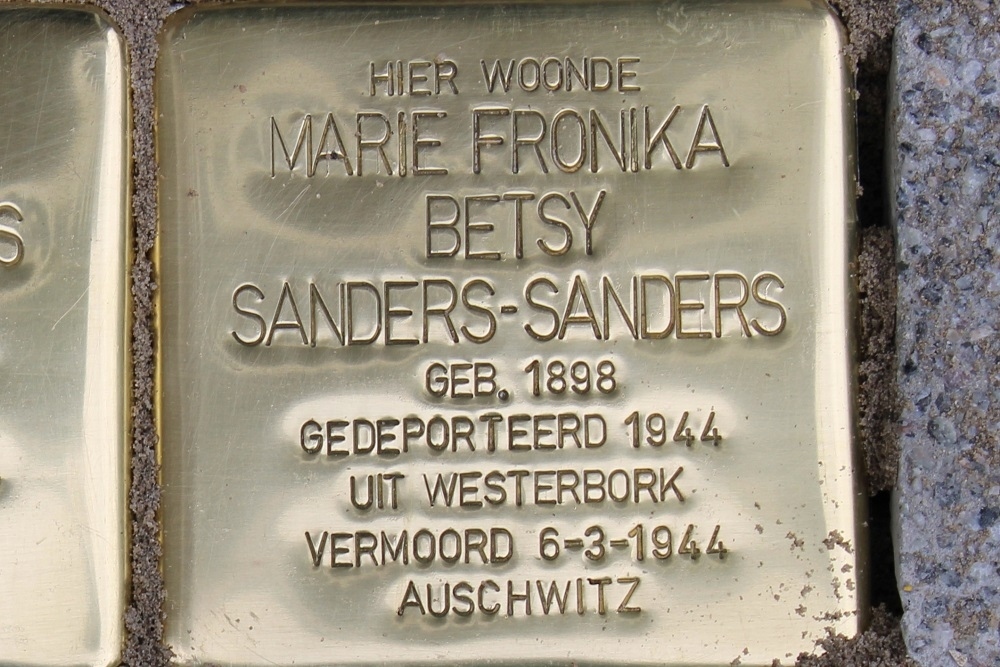 HIER WOONDE
MARIE FRONIKA
BETSY
SANDERS-SANDERS
GEB. 1898
GEDEPORTEERD 1944
UIT WESTERBORK
VERMOORD 6-3-1944
AUSCHWITZ
S